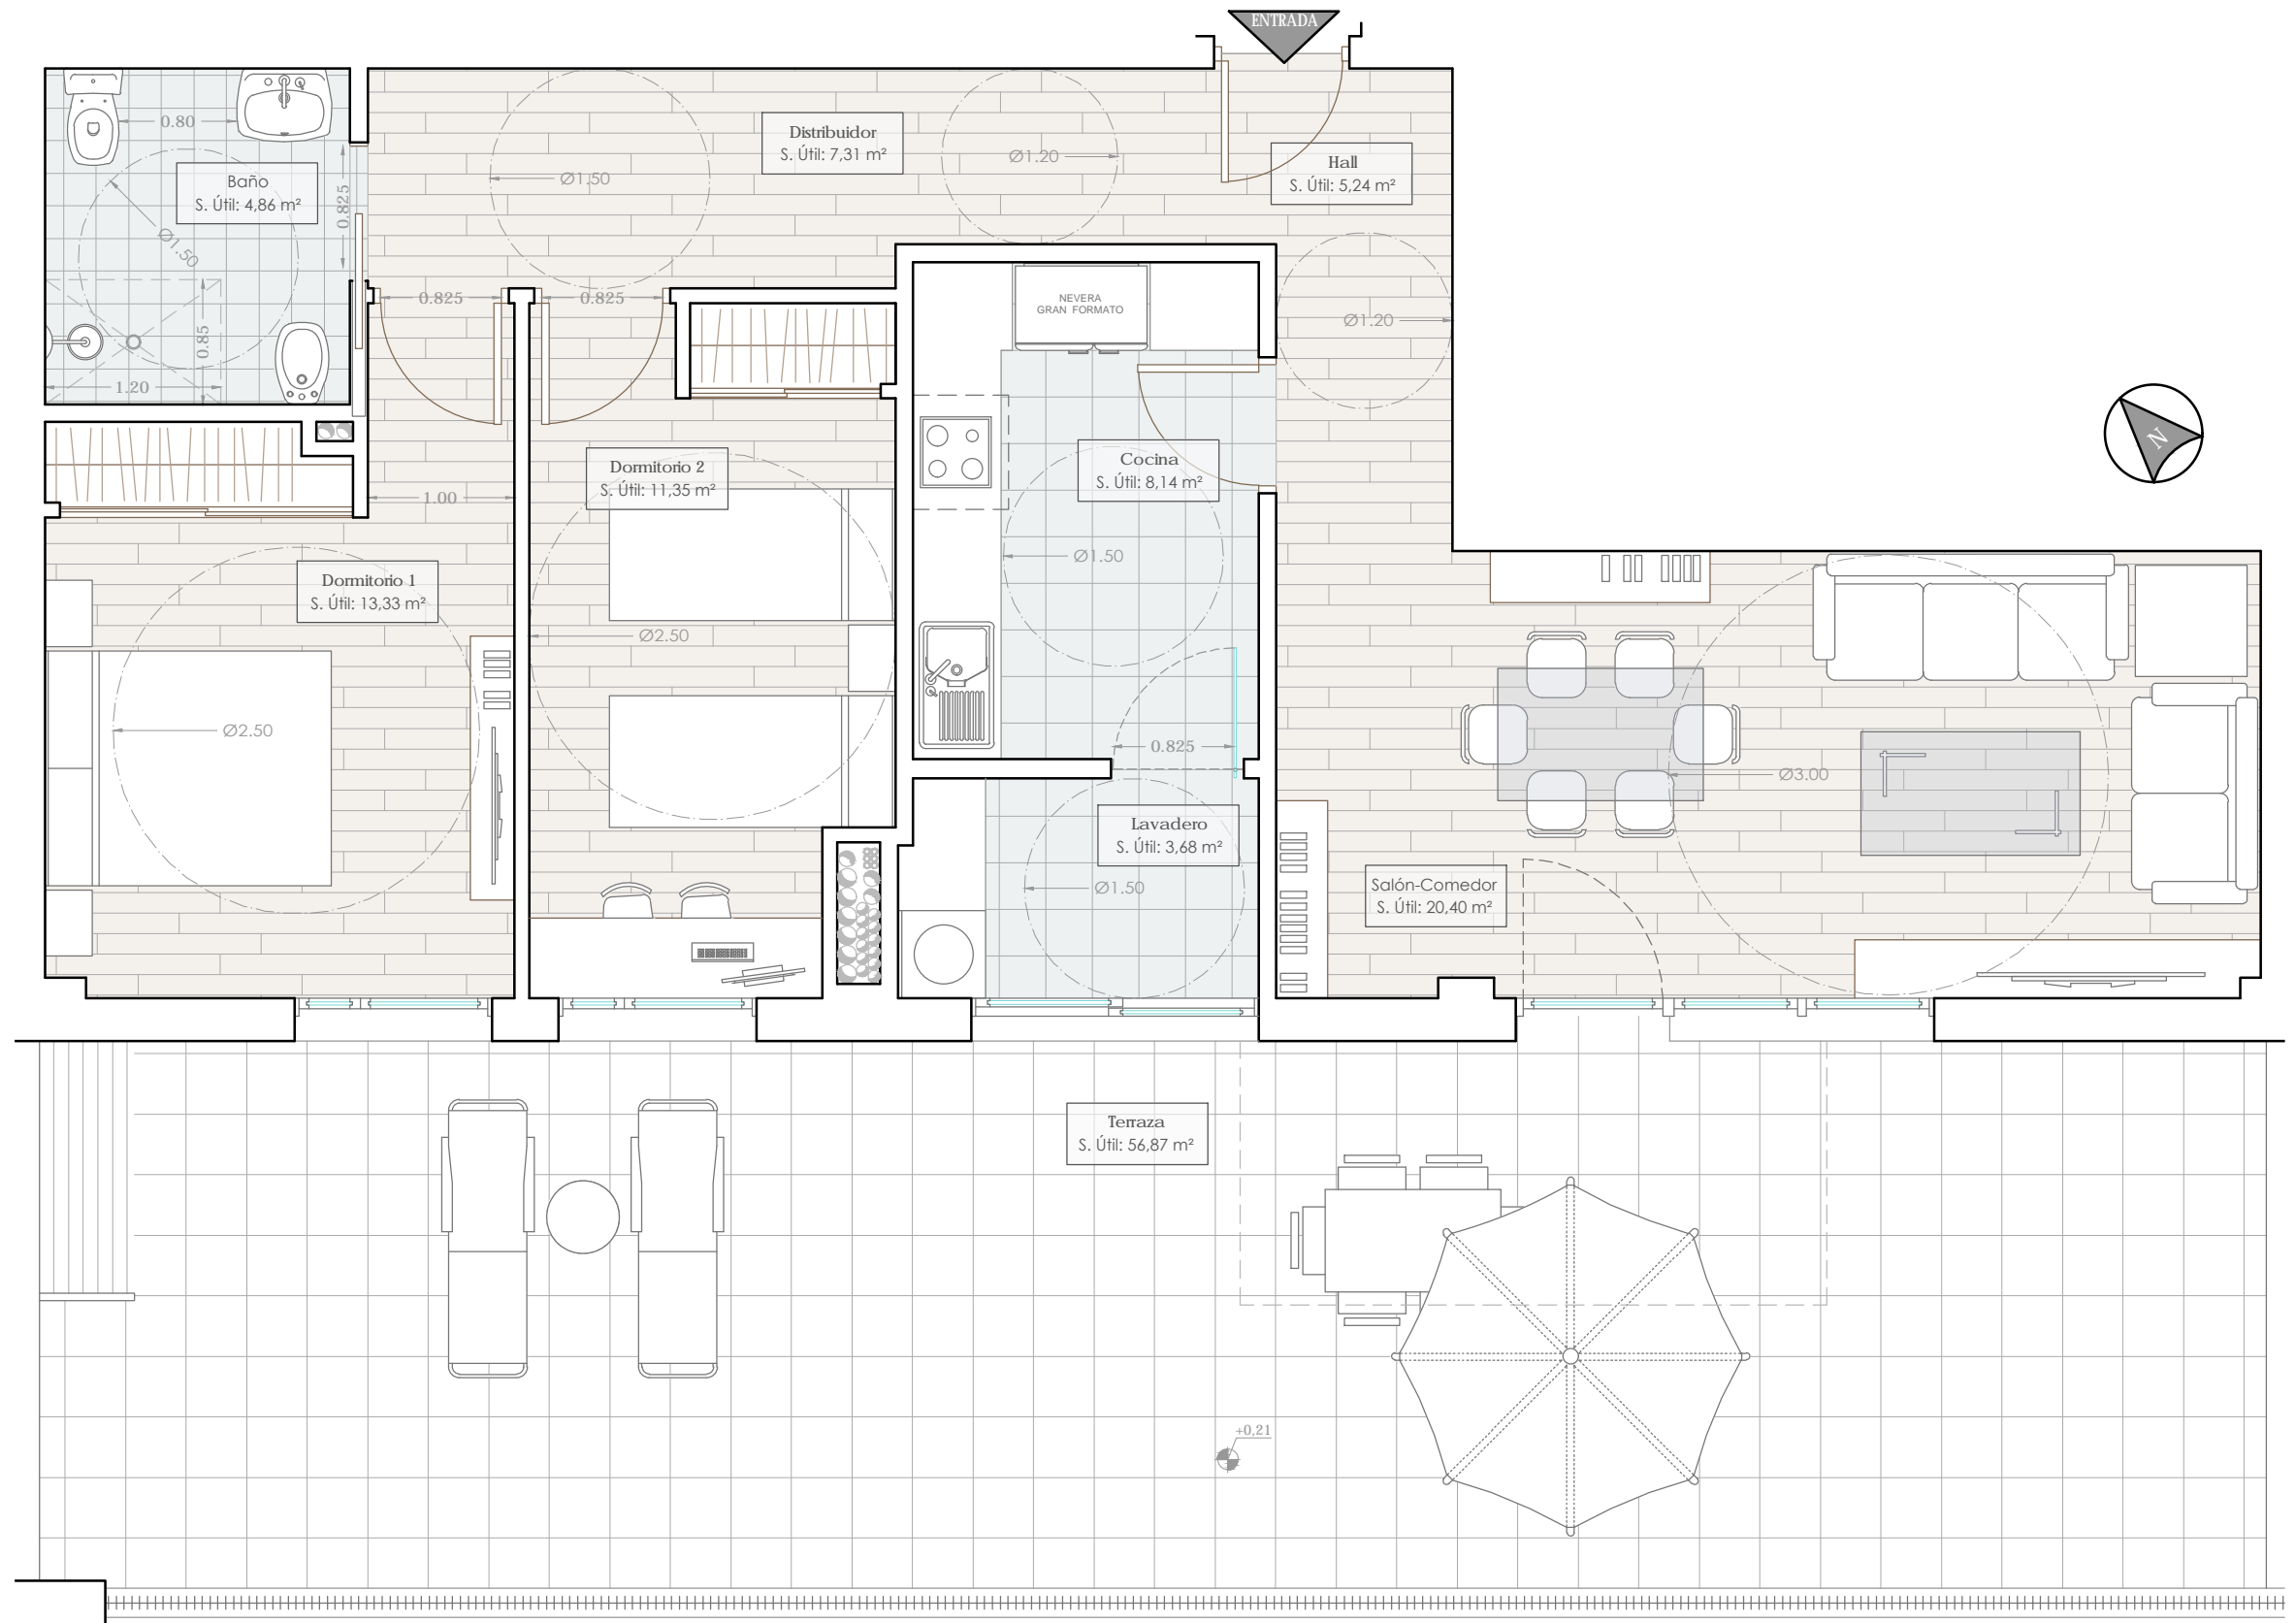 ENTRADA
0.80
Distribuidor
S. Útil: 7,31 m²
Ø1.20
Hall
S. Útil: 5,24 m²
Baño
S. Útil: 4,86 m²
Ø1.50
0.825
Ø1.50
0.825
0.825
NEVERA
GRAN FORMATO
Ø1.20
0.85
1.20
Dormitorio 2
S. Útil: 11,35 m²
Cocina
S. Útil: 8,14 m²
N
1.00
Ø1.50
Dormitorio 1
S. Útil: 13,33 m²
Ø2.50
Ø2.50
0.825
Ø3.00
Lavadero
S. Útil: 3,68 m²
Ø1.50
Salón-Comedor
S. Útil: 20,40 m²
Terraza
S. Útil: 56,87 m²
+0,21